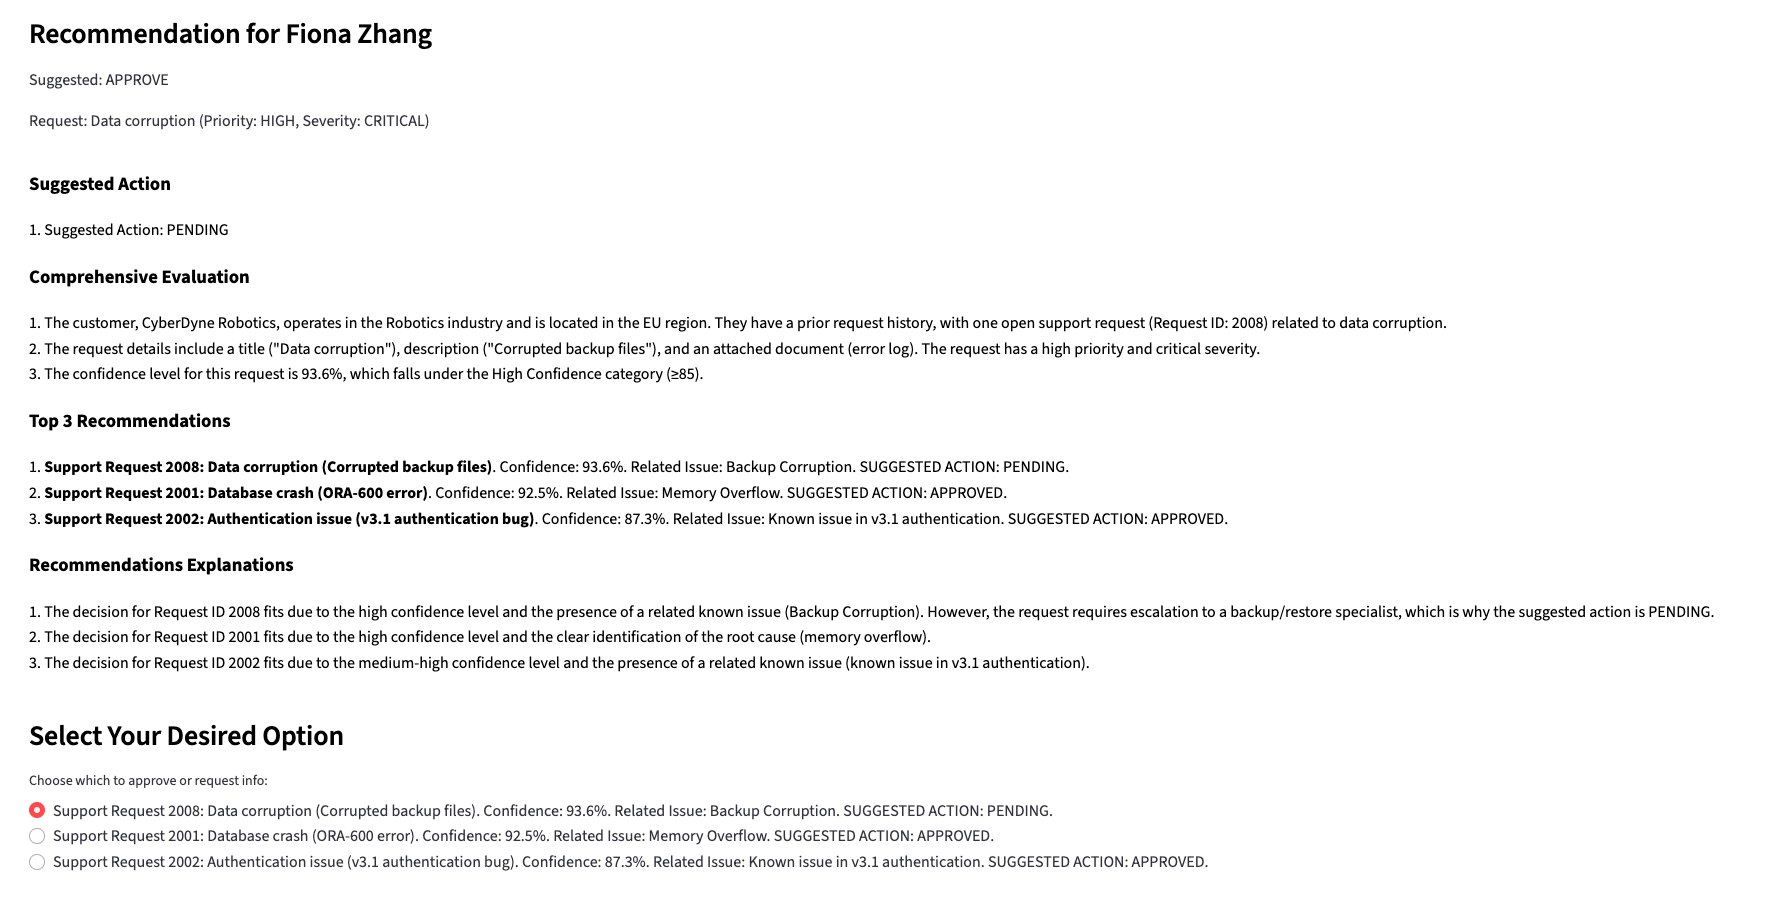 Recommendation for Fiona Zhang
Suggested: APPROVE
Request: Data corruption (Priority: HIGH, Severity: CRITICAL)
Suggested Action
1. Suggested Action: PENDING
Comprehensive Evaluation
1. The customer, CyberDyne Robotics, operates in the Robotics industry and is located in the EU region. They have a prior request history, with one open support request (Request ID: 2008) related to data corruption.
2. The request details include a title ("Data corruption"), description ("Corrupted backup files"), and an attached document (error log). The request has a high priority and critical severity.
3. The confidence level for this request is 93.6%, which falls under the High Confidence category (≥85).
Top 3 Recommendations
1. Support Request 2008: Data corruption (Corrupted backup files). Confidence: 93.6%. Related Issue: Backup Corruption. SUGGESTED ACTION: PENDING.
2. Support Request 2001: Database crash (ORA-600 error). Confidence: 92.5%. Related Issue: Memory Overflow. SUGGESTED ACTION: APPROVED.
3. Support Request 2002: Authentication issue (v3.1 authentication bug). Confidence: 87.3%. Related Issue: Known issue in v3.1 authentication. SUGGESTED ACTION: APPROVED.
Recommendations Explanations
1. The decision for Request ID 2008 fits due to the high confidence level and the presence of a related known issue (Backup Corruption). However, the request requires escalation to a backup/restore specialist, which is why the suggested action is PENDING.
2. The decision for Request ID 2001 fits due to the high confidence level and the clear identification of the root cause (memory overflow).
3. The decision for Request ID 2002 fits due to the medium-high confidence level and the presence of a related known issue (known issue in v3.1 authentication).
Select Your Desired Option
Choose which to approve or request info:
Support Request 2008: Data corruption (Corrupted backup files). Confidence: 93.6%. Related Issue: Backup Corruption. SUGGESTED ACTION: PENDING.
Support Request 2001: Database crash (ORA-600 error). Confidence: 92.5%. Related Issue: Memory Overflow. SUGGESTED ACTION: APPROVED.
Support Request 2002: Authentication issue (v3.1 authentication bug). Confidence: 87.3%. Related Issue: Known issue in v3.1 authentication. SUGGESTED ACTION: APPROVED.